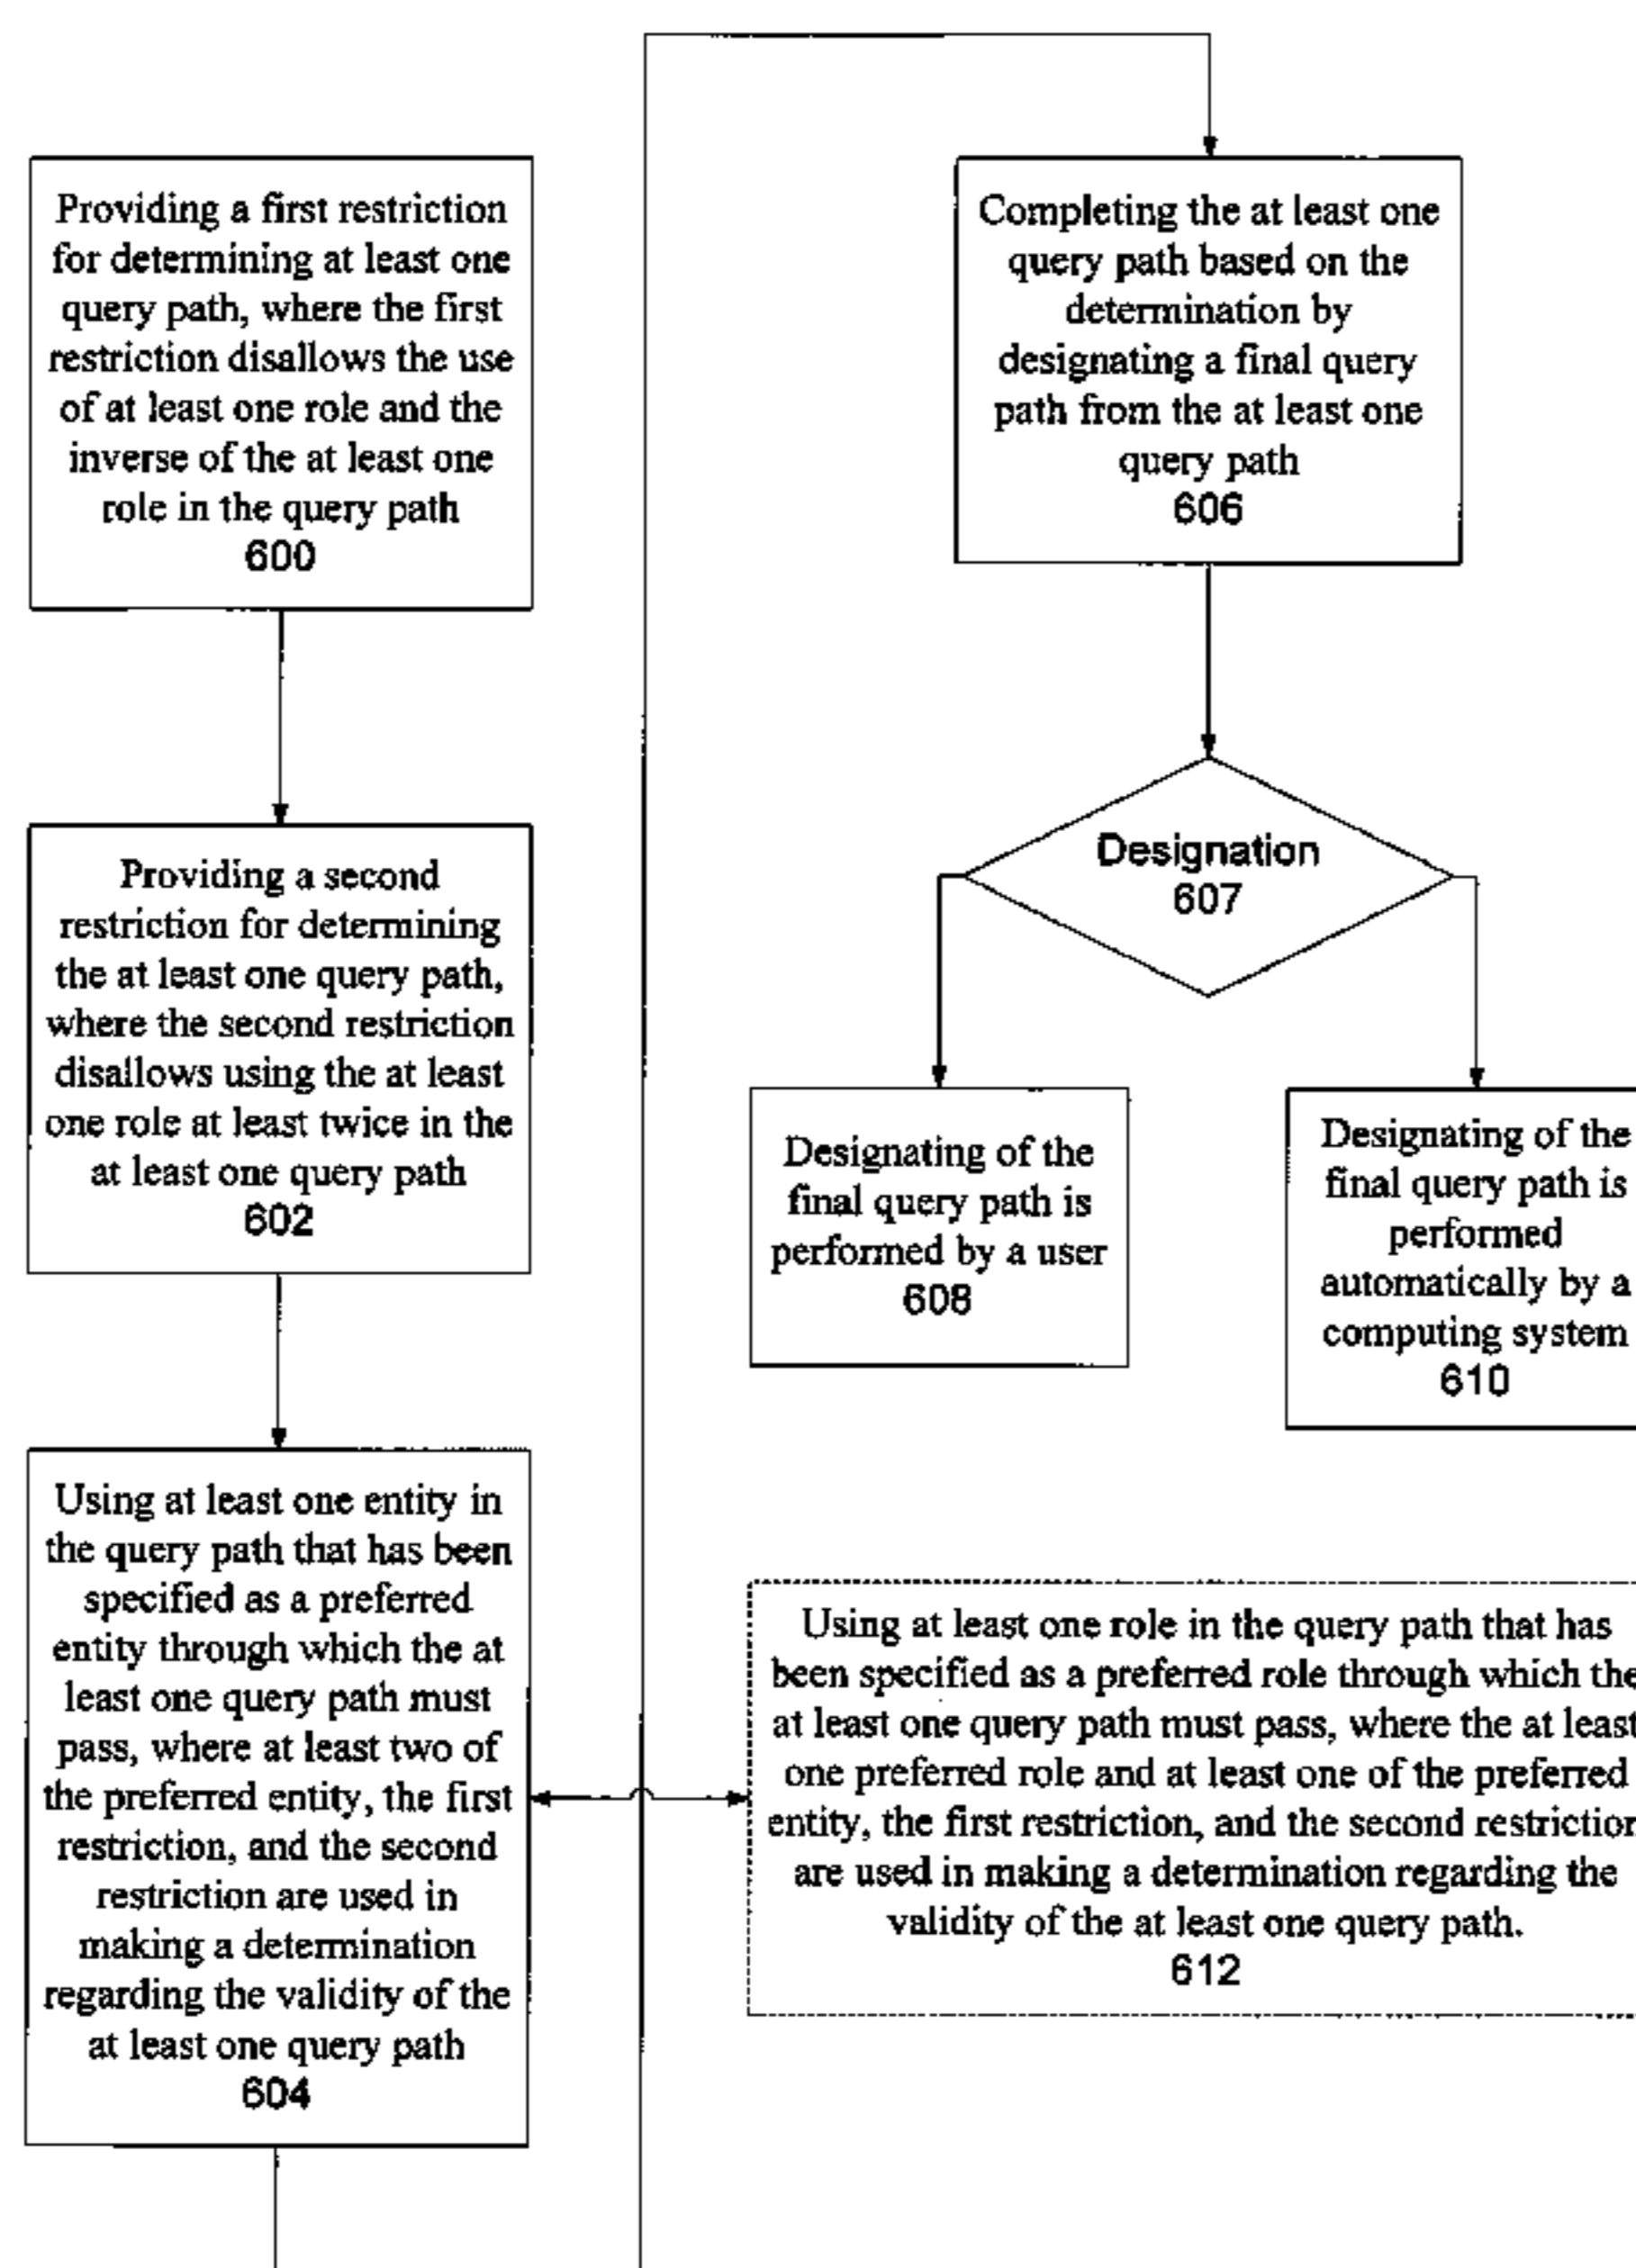 Providing a first restriction
for determining at least one
query path, where the first
restriction disallows the use
of at least one role and the
inverse of the at least one
role in the query path
600
Providing a second
restriction for determining
the at least one query path,
where the second restriction
disallows using the at least
one role at least twice in the
at least one query path
602
Using at least one entity in
the query path that has been
specified as a preferred
entity through which the at
least one query path must
pass, where at least two of
the preferred entity, the first
restriction, and the second
restriction are used in
making a determination
regarding the validity of the
at least one query path
604
Completing the at least one
query path based on the
determination by
designating a final query
path from the at least one
query path
606
Designation
607
Designating of the
final query path is
performed by a user
608
Designating of the
final query path is
performed
automatically by a
computing system
610
Using at least one role in the query path that has
been specified as a preferred role through which the
at least one query path must pass, where the at least
one preferred role and at least one of the preferred
entity, the first restriction, and the second restriction
are used in making a determination regarding the
validity of the at least one query path.
612